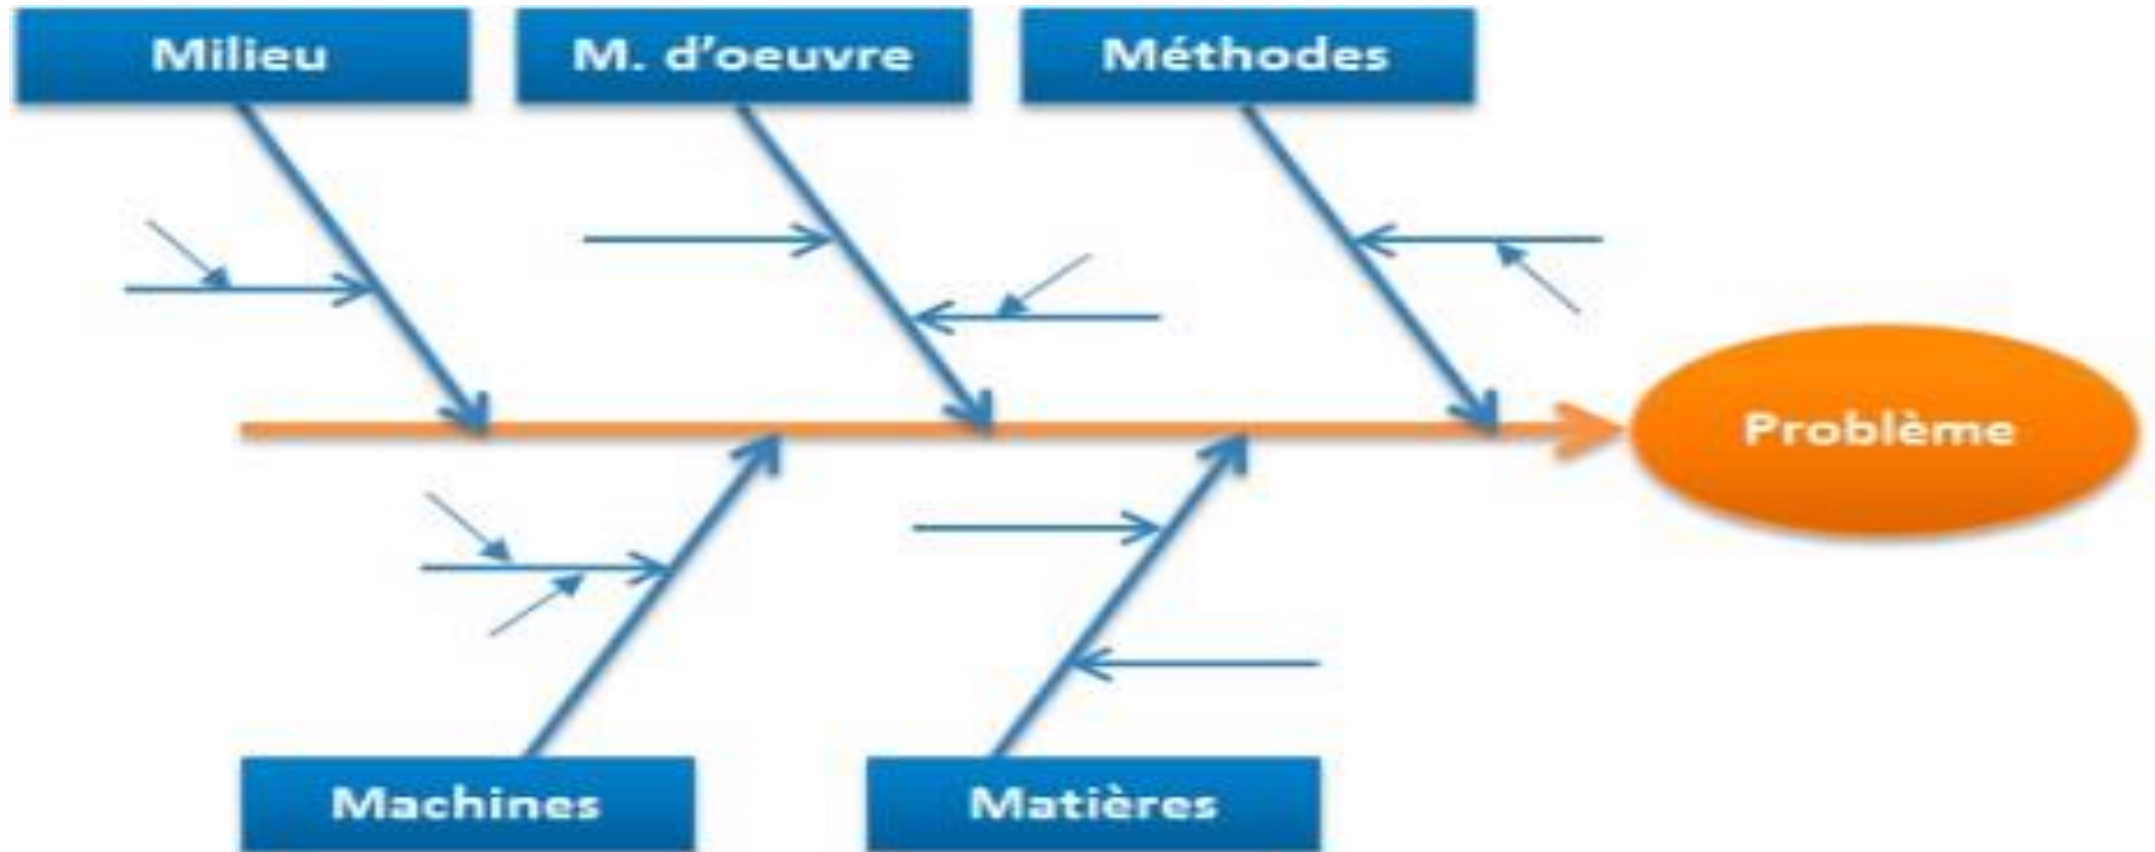 Milieu
M. d'oeuvre
Méthodes
Problème
Machines
Matières